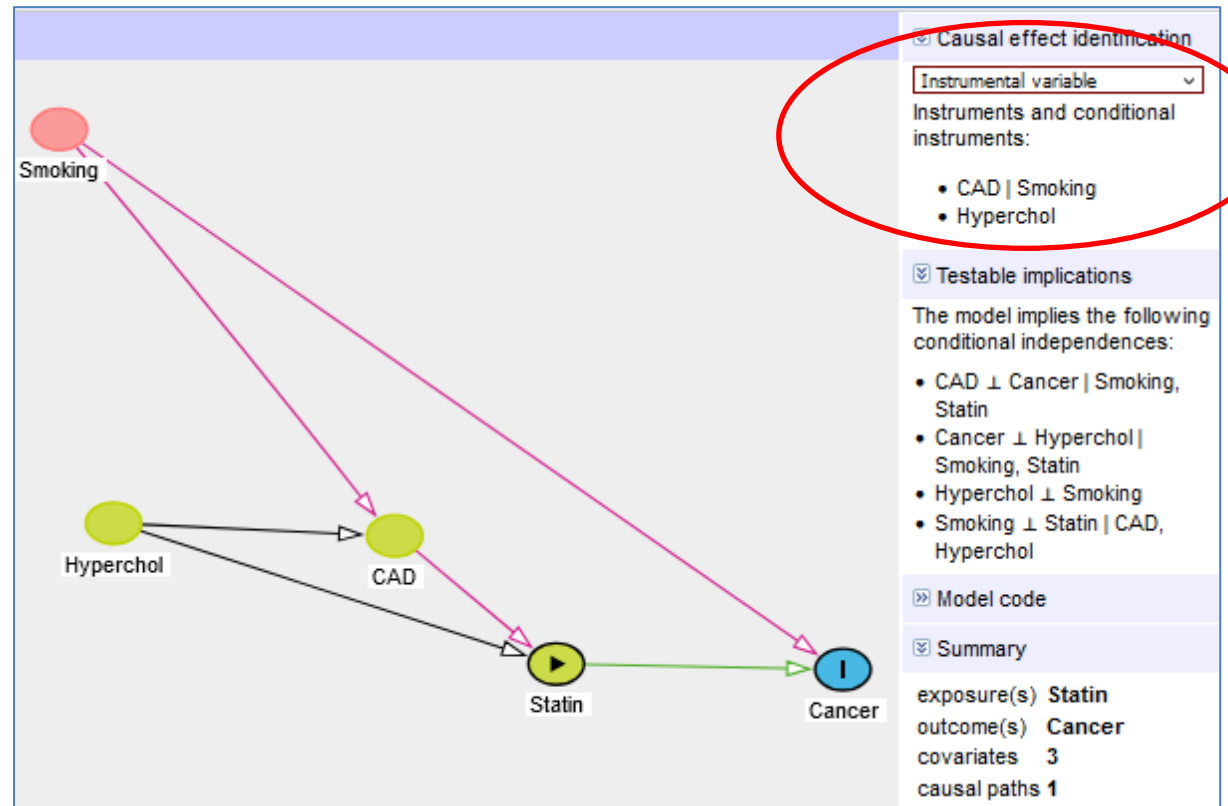 Smoking
Hyperchol
CAD
Statin
Cancer
Causal effect identification
Instrumental variable
Instruments and conditional
instruments:
• CAD | Smoking
• Hyperchol
Testable implications
The model implies the following
conditional independences:
• CAD ⊥ Cancer | Smoking,
Statin
• Cancer ⊥ Hyperchol |
Smoking, Statin
• Hyperchol ⊥ Smoking
• Smoking ⊥ Statin | CAD,
Hyperchol
Model code
Summary
exposure(s) Statin
outcome(s) Cancer
covariates 3
causal paths 1